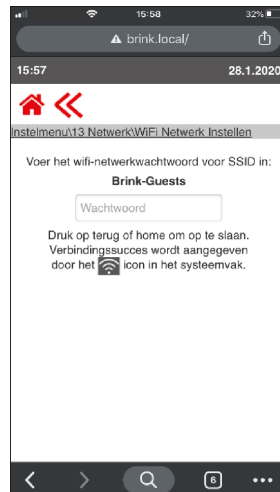 15:58
32%
brink.local/
15:57 28.1.2020
Instelmenu\13 Netwerk\WiFi Netwerk Instellen
Voer het wifi-netwerkwachtwoord voor SSID in:
Brink-Guests
Wachtwoord
Druk op terug of home om op te slaan.
Verbindingssucces wordt aangegeven
door het icon in het systeemvak.
6